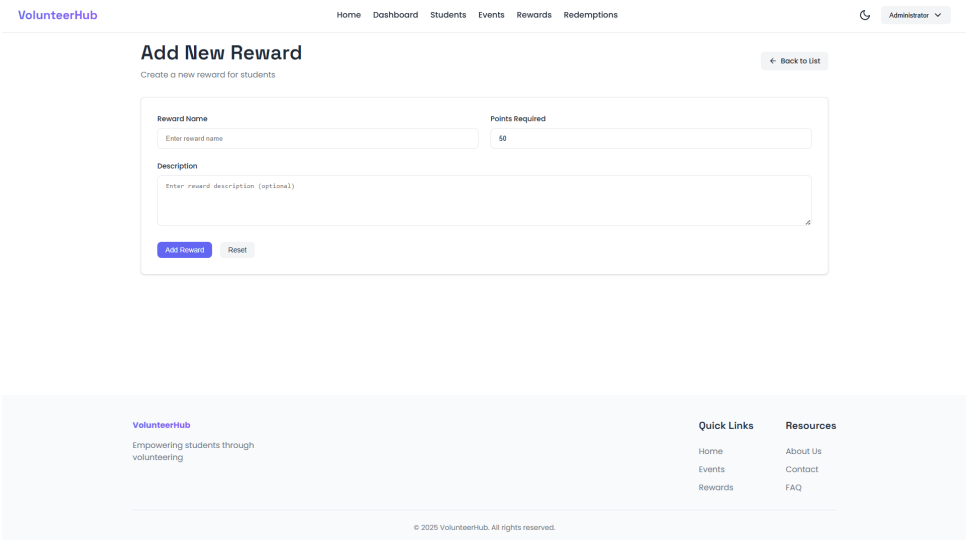 VolunteerHub
Home Dashboard Students Events Rewards Redemptions
Administrator
Add New Reward
Create a new reward for students
← Back to List
Reward Name
Enter reward name
Points Required
50
Description
Enter reward description (optional)
Add Reward
Reset
VolunteerHub
Empowering students through
volunteering
Quick Links
Home
Events
Rewards
Resources
About Us
Contact
FAQ
© 2025 VolunteerHub. All rights reserved.